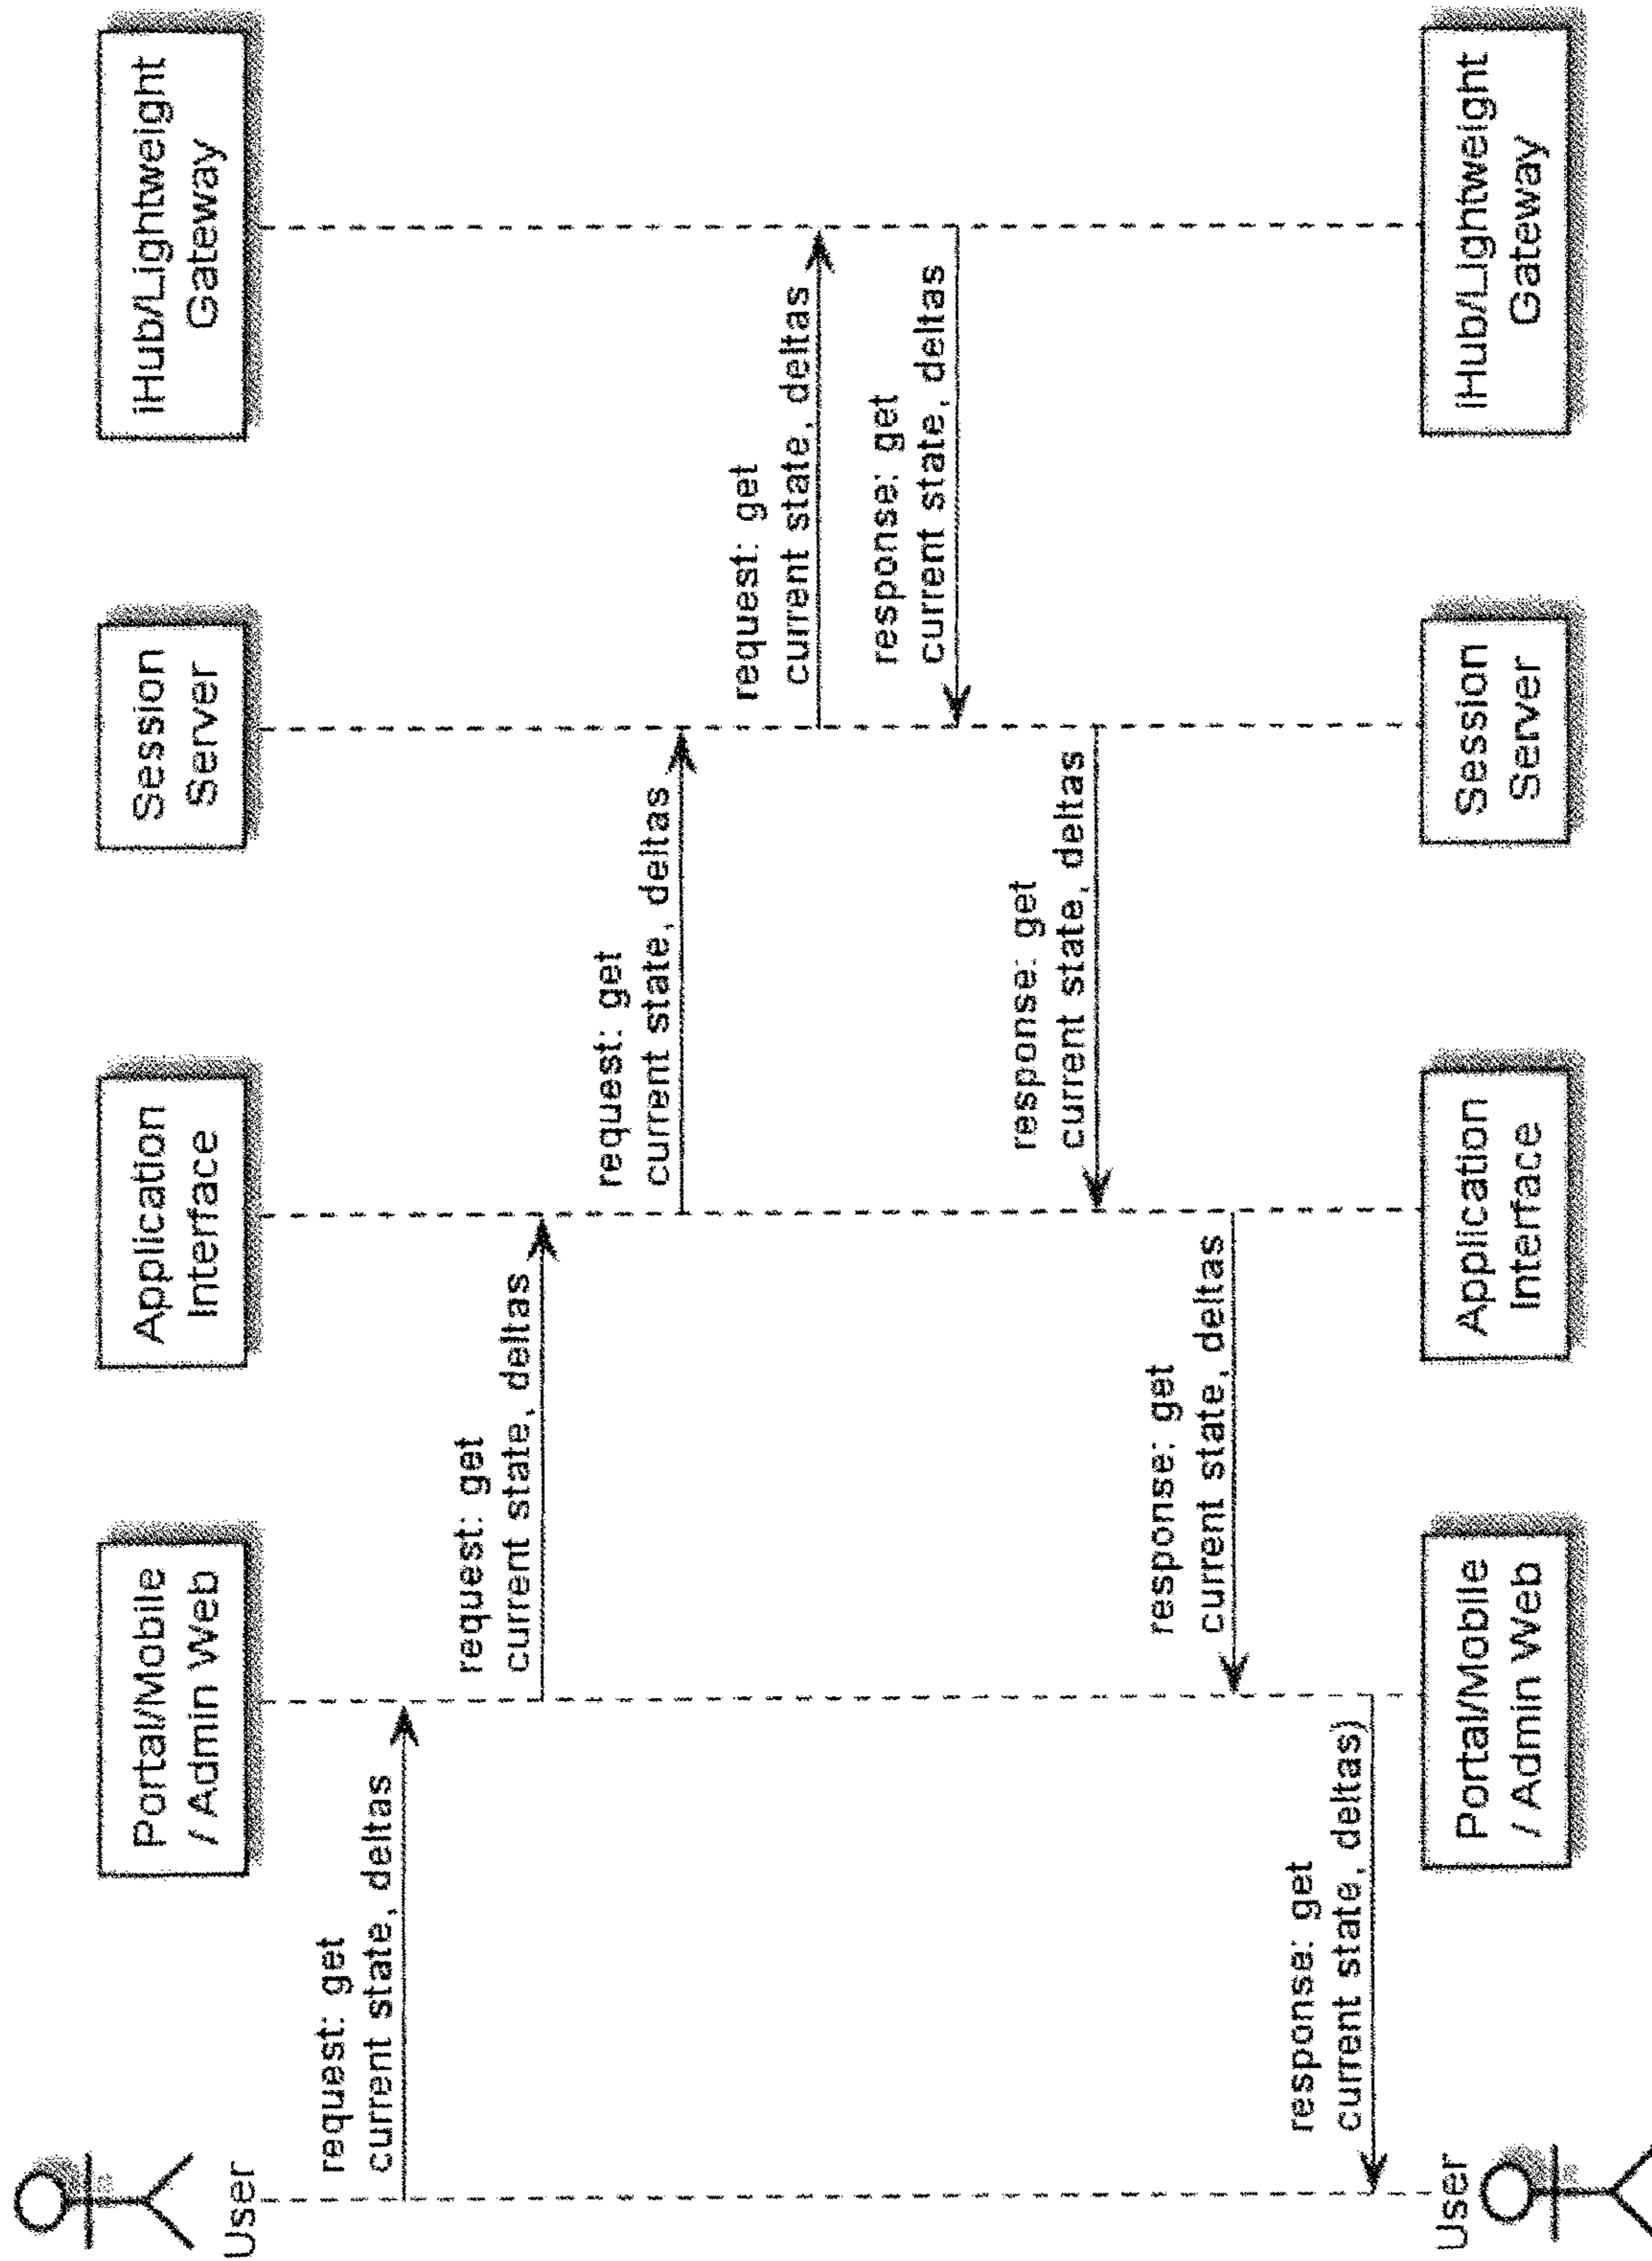 User
Portal/Mobile
/ Admin Web
Application
Interface
Session
Server
iHub/Lightweight
Gateway
request: get
current state, deltas
request: get
current state, deltas
request: get
current state, deltas
request: get
current state, deltas
response: get
current state, deltas
response: get
current state, deltas
response: get
current state, deltas
response: get
current state, deltas)
User
Portal/Mobile
/ Admin Web
Application
Interface
Session
Server
iHub/Lightweight
Gateway